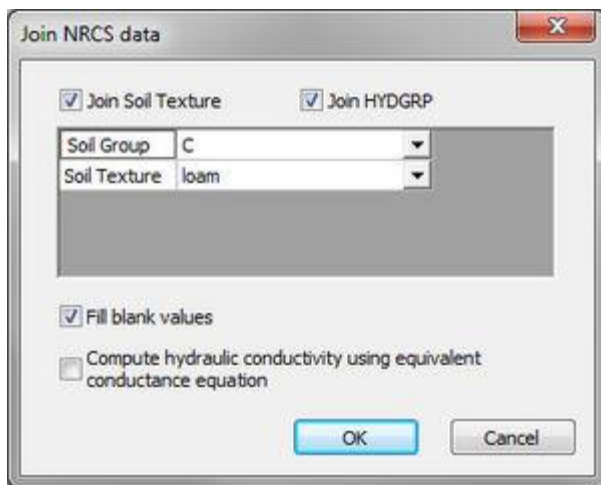 Join NRCS data
Join Soil Texture Join HYDGRP
Soil Group C
Soil Texture loam
Fill blank values
Compute hydraulic conductivity using equivalent
conductance equation
OK Cancel